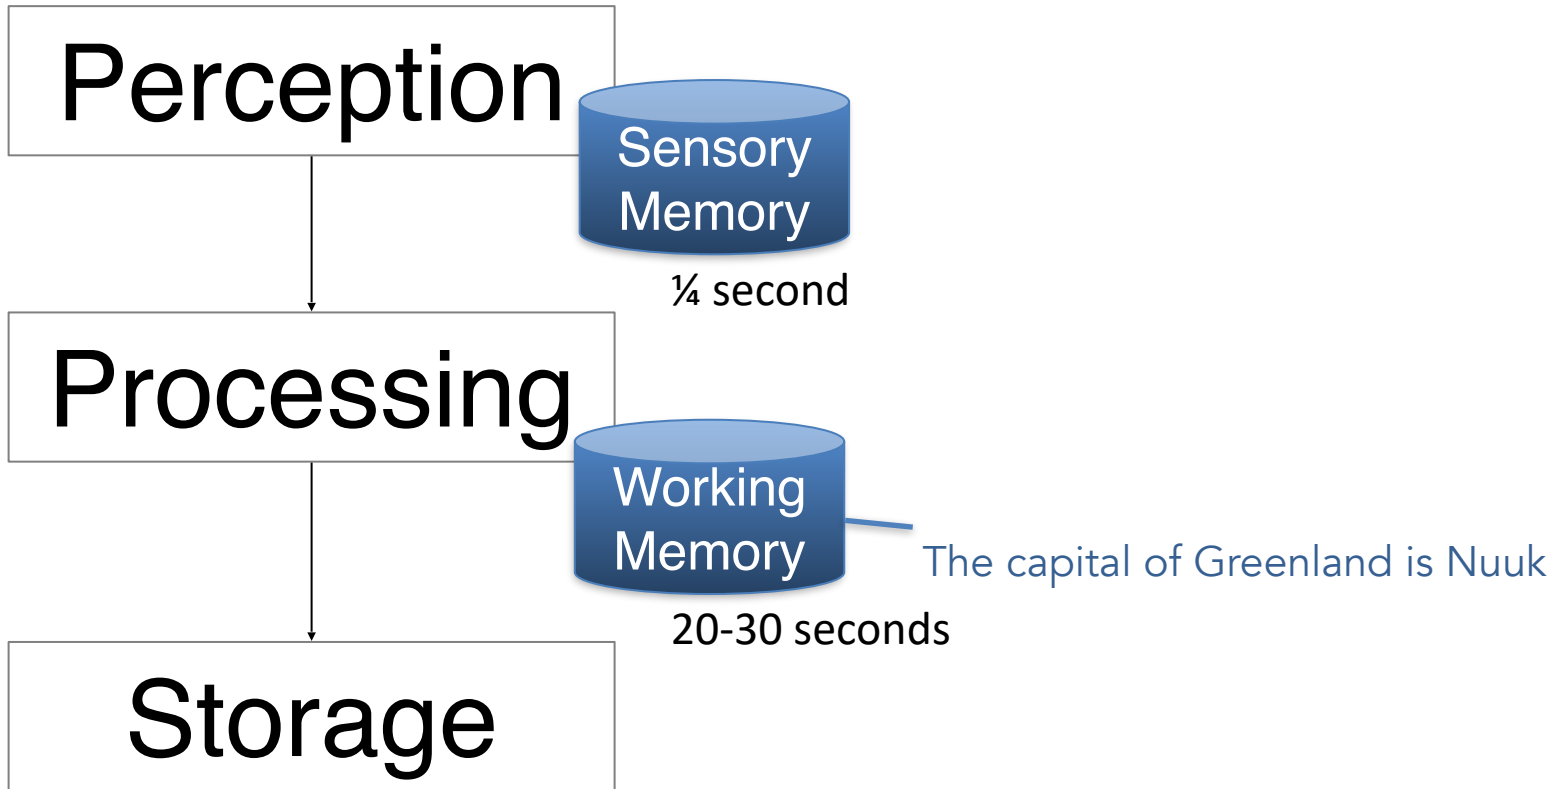 Perception
Sensory
Memory
¼ second
Processing
Working
Memory
The capital of Greenland is Nuuk
20-30 seconds
Storage